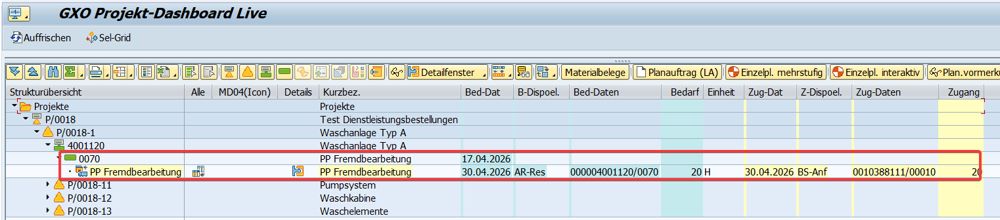 GXO Projekt-Dashboard Live
Auffrischen Sel-Grid
Detailfenster Materialbelege Planauftrag (LA) Einzelpl. mehrstufig Einzelpl. interaktiv
Strukturübersicht Alle MD04(Icon) Details Kurzbez. Bed-Dat B-Dispoel. Bed-Daten Bedarf Einheit Zug-Dat Z-Dispoel. Zug-Daten Zugang
Projekte Projekte
P/0018 Test Dienstleistungsbestellungen
P/0018-1 Waschanlage Typ A
4001120 Waschanlage Typ A
0070 PP Fremdbearbeitung 17.04.2026
PP Fremdbearbeitung PP Fremdbearbeitung 30.04.2026 AR-Res 000004001120/0070 20 H 30.04.2026 BS-Anf 0010388111/00010 20
P/0018-11 Pumpsystem
P/0018-12 Waschkabine
P/0018-13 Waschelemente